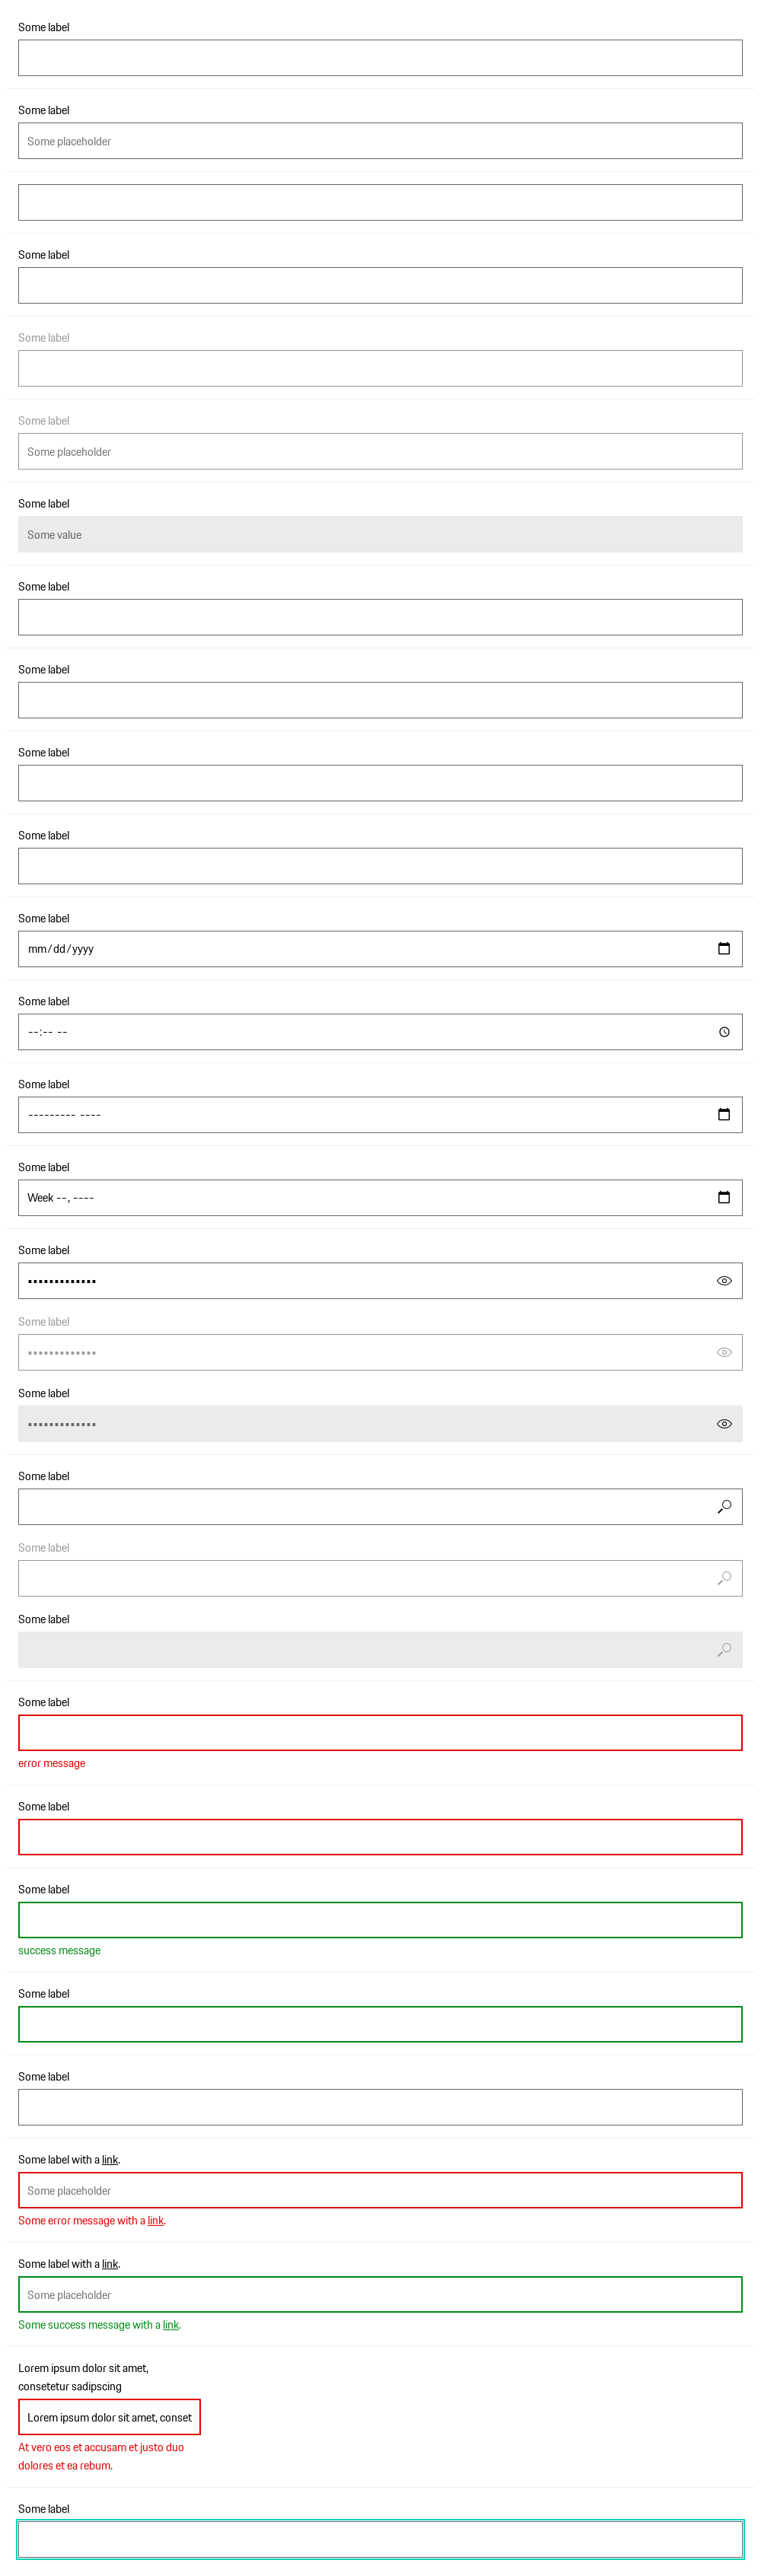 Some label
Some label
Some placeholder
Some label
Some label
Some label
Some placeholder
Some label
Some value
Some label
Some label
Some label
Some label
Some label
mm/dd/yyyy
Some label
--:-- --
Some label
--------- ----
Some label
Week --, ----
Some label
•••••••••••••
Some label
•••••••••••••
Some label
•••••••••••••
Some label
Some label
Some label
Some label
error message
Some label
Some label
success message
Some label
Some label
Some label with a link.
Some placeholder
Some error message with a link.
Some label with a link.
Some placeholder
Some success message with a link.
Lorem ipsum dolor sit amet,
consetetur sadipscing
Lorem ipsum dolor sit amet, conset
At vero eos et accusam et justo duo
dolores et ea rebum.
Some label